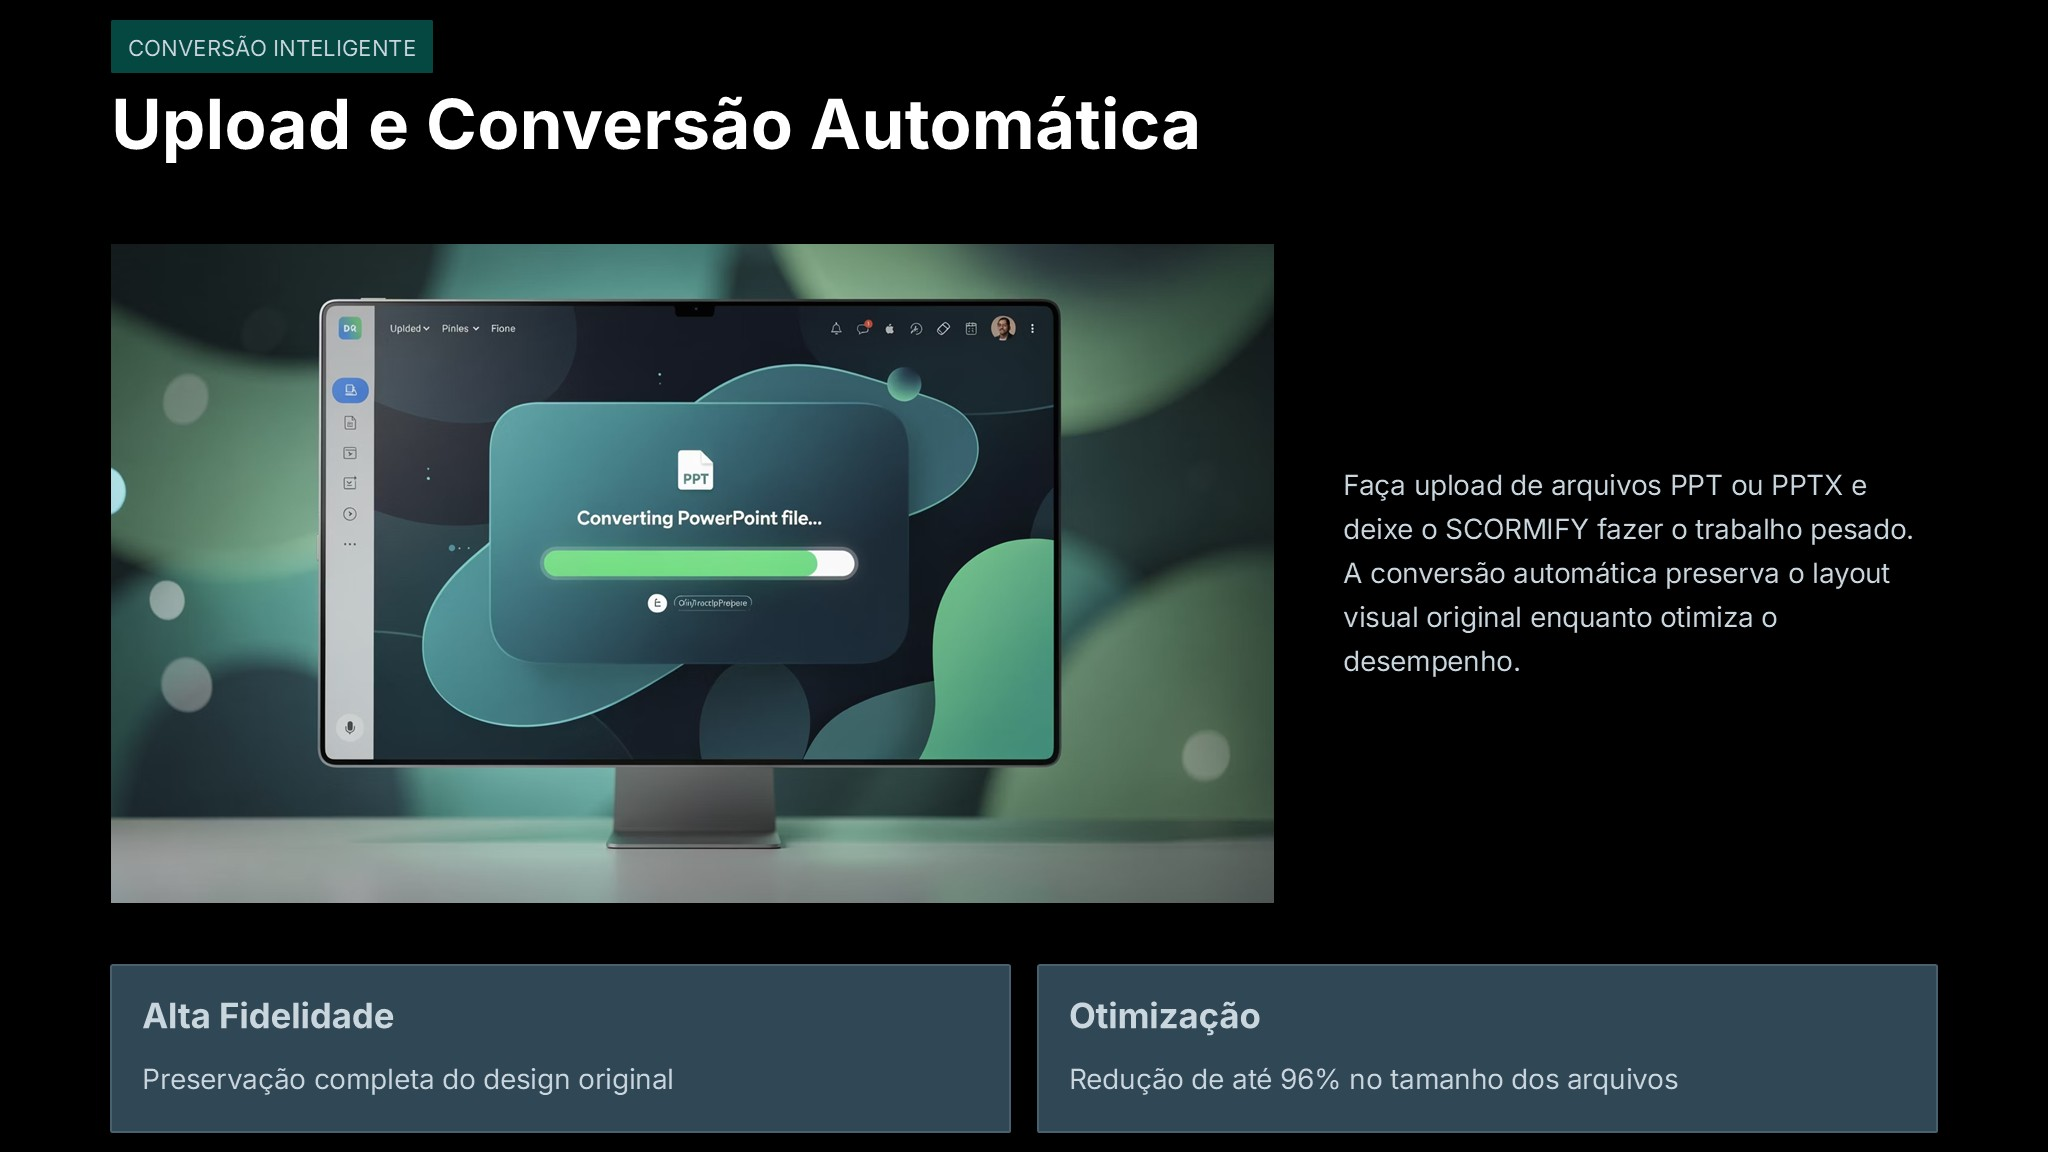 CONVERSÃO INTELIGENTE
Upload e Conversão Automática
DR
Uplded
Pinles
Fione
PPT
Converting PowerPoint file...
E
Faça upload de arquivos PPT ou PPTX e
deixe o SCORMIFY fazer o trabalho pesado.
A conversão automática preserva o layout
visual original enquanto otimiza o
desempenho.
Alta Fidelidade
Preservação completa do design original
Otimização
Redução de até 96% no tamanho dos arquivos